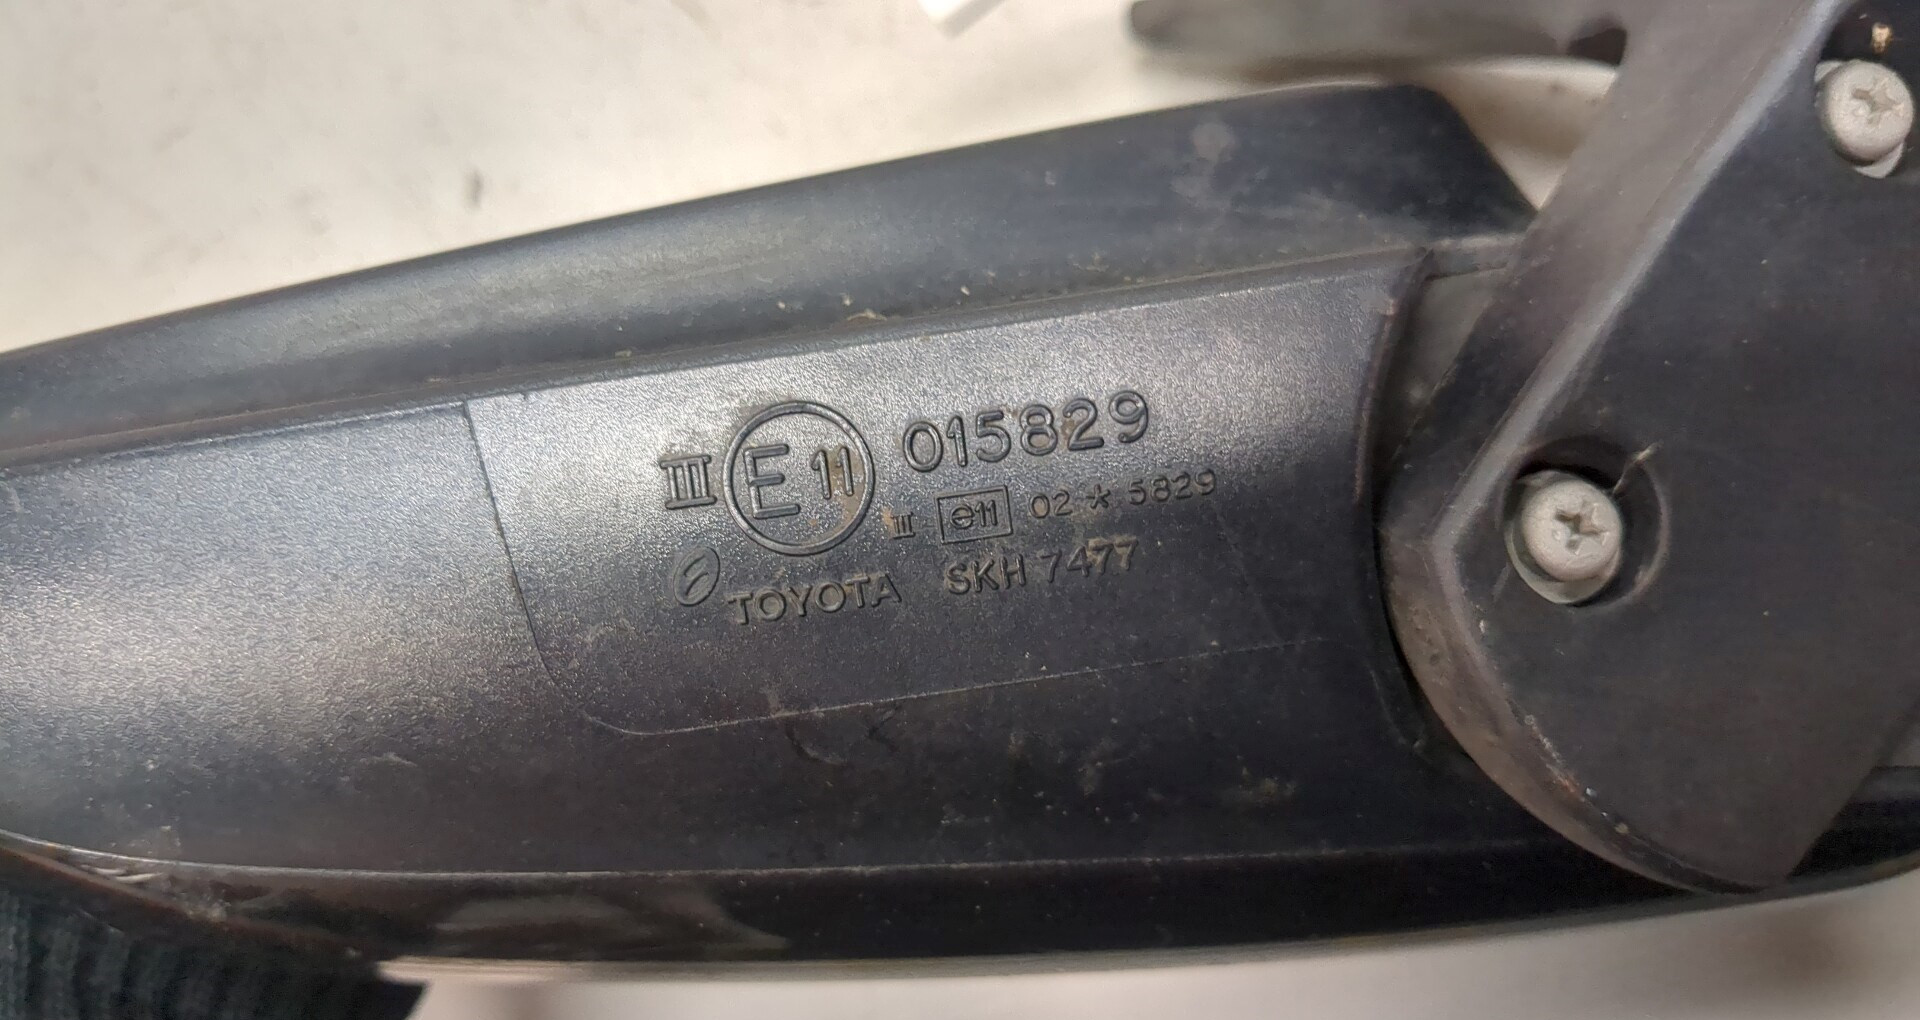 III E11 015829
III e11 02 * 5829
TOYOTA SKH 7477